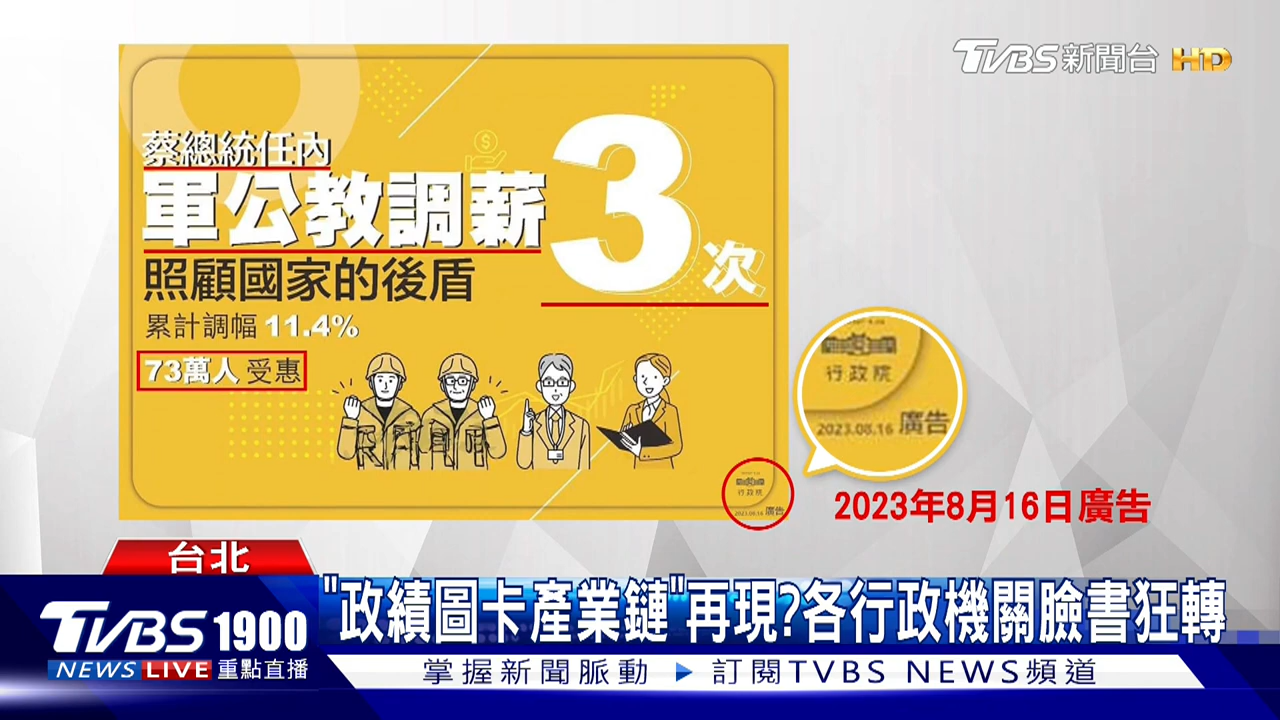 TVBS新聞台 HD
蔡總統任內
軍公教調薪
3次
照顧國家的後盾
累計調幅 11.4%
73萬人 受惠
行政院
2023.08.16 廣告
行政院
2023.08.16 廣告
2023年8月16日廣告
台北
"政績圖卡產業鏈"再現?各行政機關臉書狂轉
TVBS 1900
NEWS LIVE 重點直播
掌握新聞脈動 ▶ 訂閱TVBS NEWS頻道